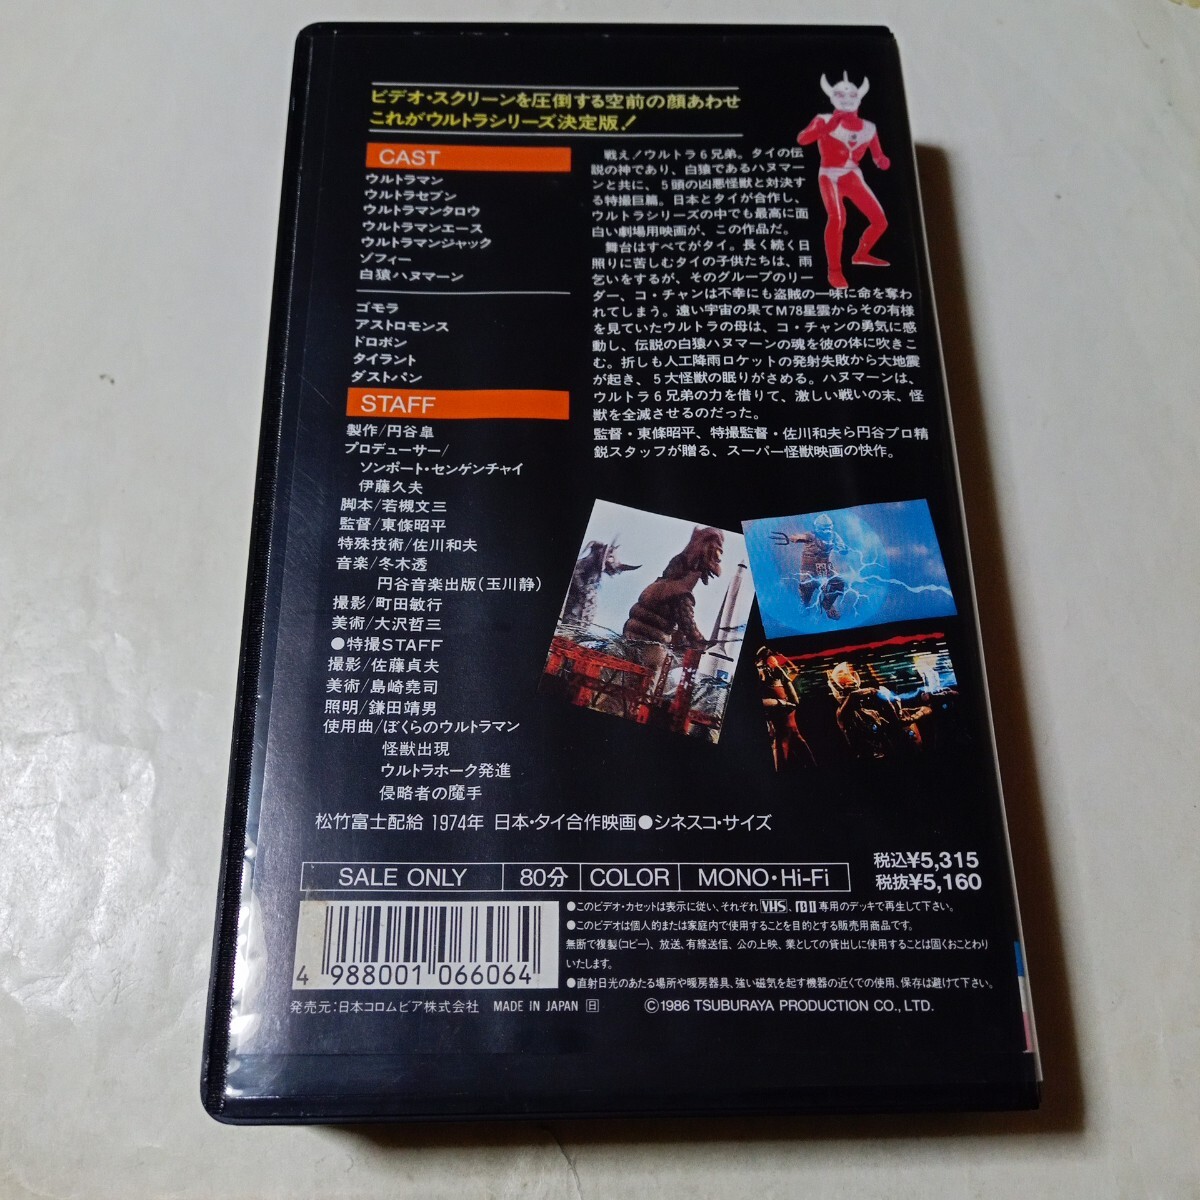 ビデオ・スクリーンを圧倒する空前の顔あわせ
これがウルトラシリーズ決定版!
CAST
ウルトラマン
ウルトラセブン
ウルトラマンタロウ
ウルトラマンエース
ウルトラマンジャック
ゾフィー
白猿ハヌマーン
ゴモラ
アストロモンス
ドロボン
タイラント
ダストパン
STAFF
製作/円谷皐
プロデューサー/
ソンポート・センゲンチャイ
伊藤久夫
脚本/若槻文三
監督/東條昭平
特殊技術/佐川和夫
音楽/冬木透
円谷音楽出版(玉川静)
撮影/町田敏行
美術/大沢哲三
●特撮STAFF
撮影/佐藤貞夫
美術/島崎堯司
照明/鎌田靖男
使用曲/ぼくらのウルトラマン
怪獣出現
ウルトラホーク発進
侵略者の魔手
戦え!ウルトラ6兄弟。タイの伝
説の神であり、白猿であるハヌマー
ンと共に、5頭の凶悪怪獣と対決す
る特撮巨篇。日本とタイが合作し、
ウルトラシリーズの中でも最高に面
白い劇場用映画が、この作品だ。
舞台はすべてがタイ。長く続く日
照りに苦しむタイの子供たちは、雨
乞いをするが、そのグループのリー
ダー、コ・チャンは不幸にも盗賊の一味に命を奪わ
れてしまう。遠い宇宙の果てM78星雲からその有様
を見ていたウルトラの母は、コ・チャンの勇気に感
動し、伝説の白猿ハヌマーンの魂を彼の体に吹きこ
む。折しも人工降雨ロケットの発射失敗から大地震
が起き、5大怪獣の眠りがさめる。ハヌマーンは、
ウルトラ6兄弟の力を借りて、激しい戦いの末、怪
獣を全滅させるのだった。
監督・東條昭平、特撮監督・佐川和夫ら円谷プロ精
鋭スタッフが贈る、スーパー怪獣映画の快作。
松竹富士配給 1974年 日本・タイ合作映画●シネスコ・サイズ
SALE ONLY 80分 COLOR MONO・Hi-Fi
税込¥5,315
税抜¥5,160
●このビデオ・カセットは表示に従い、それぞれVHS、βⅡ専用のデッキで再生して下さい。
●このビデオは個人的または家庭内で使用することを目的とする販売用商品です。
無断で複製(コピー)、放送、有線送信、公の上映、業としての貸出しに使用することは固くおことわり
いたします。
●直射日光のあたる場所や暖房器具、強い磁気を起す機器の近くでの使用、保存は避けて下さい。
4 988001 066064
発売元:日本コロムビア株式会社 MADE IN JAPAN 日
©1986 TSUBURAYA PRODUCTION CO., LTD.